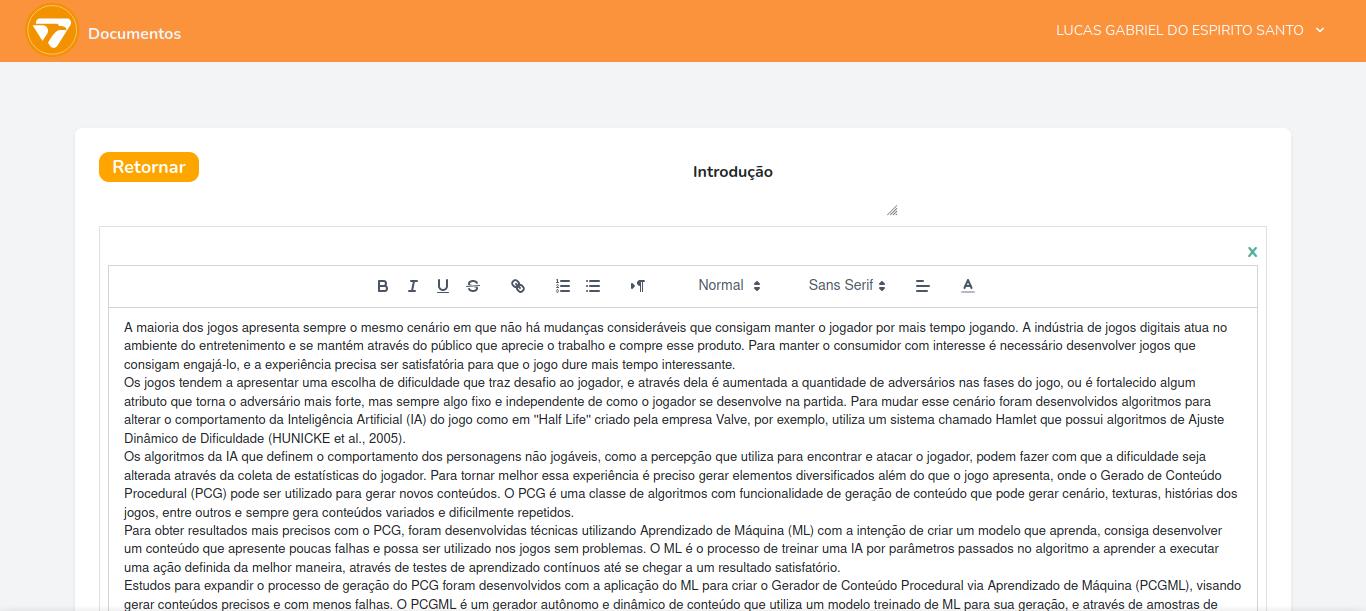 Documentos
LUCAS GABRIEL DO ESPIRITO SANTO
Retornar
Introdução
X
B I U S Normal Sans Serif A
A maioria dos jogos apresenta sempre o mesmo cenário em que não há mudanças consideráveis que consigam manter o jogador por mais tempo jogando. A indústria de jogos digitais atua no
ambiente do entretenimento e se mantém através do público que aprecie o trabalho e compre esse produto. Para manter o consumidor com interesse é necessário desenvolver jogos que
consigam engajá-lo, e a experiência precisa ser satisfatória para que o jogo dure mais tempo interessante.
Os jogos tendem a apresentar uma escolha de dificuldade que traz desafio ao jogador, e através dela é aumentada a quantidade de adversários nas fases do jogo, ou é fortalecido algum
atributo que torna o adversário mais forte, mas sempre algo fixo e independente de como o jogador se desenvolve na partida. Para mudar esse cenário foram desenvolvidos algoritmos para
alterar o comportamento da Inteligência Artificial (IA) do jogo como em "Half Life" criado pela empresa Valve, por exemplo, utiliza um sistema chamado Hamlet que possui algoritmos de Ajuste
Dinâmico de Dificuldade (HUNICKE et al., 2005).
Os algoritmos da IA que definem o comportamento dos personagens não jogáveis, como a percepção que utiliza para encontrar e atacar o jogador, podem fazer com que a dificuldade seja
alterada através da coleta de estatísticas do jogador. Para tornar melhor essa experiência é preciso gerar elementos diversificados além do que o jogo apresenta, onde o Gerado de Conteúdo
Procedural (PCG) pode ser utilizado para gerar novos conteúdos. O PCG é uma classe de algoritmos com funcionalidade de geração de conteúdo que pode gerar cenário, texturas, histórias dos
jogos, entre outros e sempre gera conteúdos variados e dificilmente repetidos.
Para obter resultados mais precisos com o PCG, foram desenvolvidas técnicas utilizando Aprendizado de Máquina (ML) com a intenção de criar um modelo que aprenda, consiga desenvolver
um conteúdo que apresente poucas falhas e possa ser utilizado nos jogos sem problemas. O ML é o processo de treinar uma IA por parâmetros passados no algoritmo a aprender a executar
uma ação definida da melhor maneira, através de testes de aprendizado contínuos até se chegar a um resultado satisfatório.
Estudos para expandir o processo de geração do PCG foram desenvolvidos com a aplicação do ML para criar o Gerador de Conteúdo Procedural via Aprendizado de Máquina (PCGML), visando
gerar conteúdos precisos e com menos falhas. O PCGML é um gerador autônomo e dinâmico de conteúdo que utiliza um modelo treinado de ML para sua geração, e através de amostras de